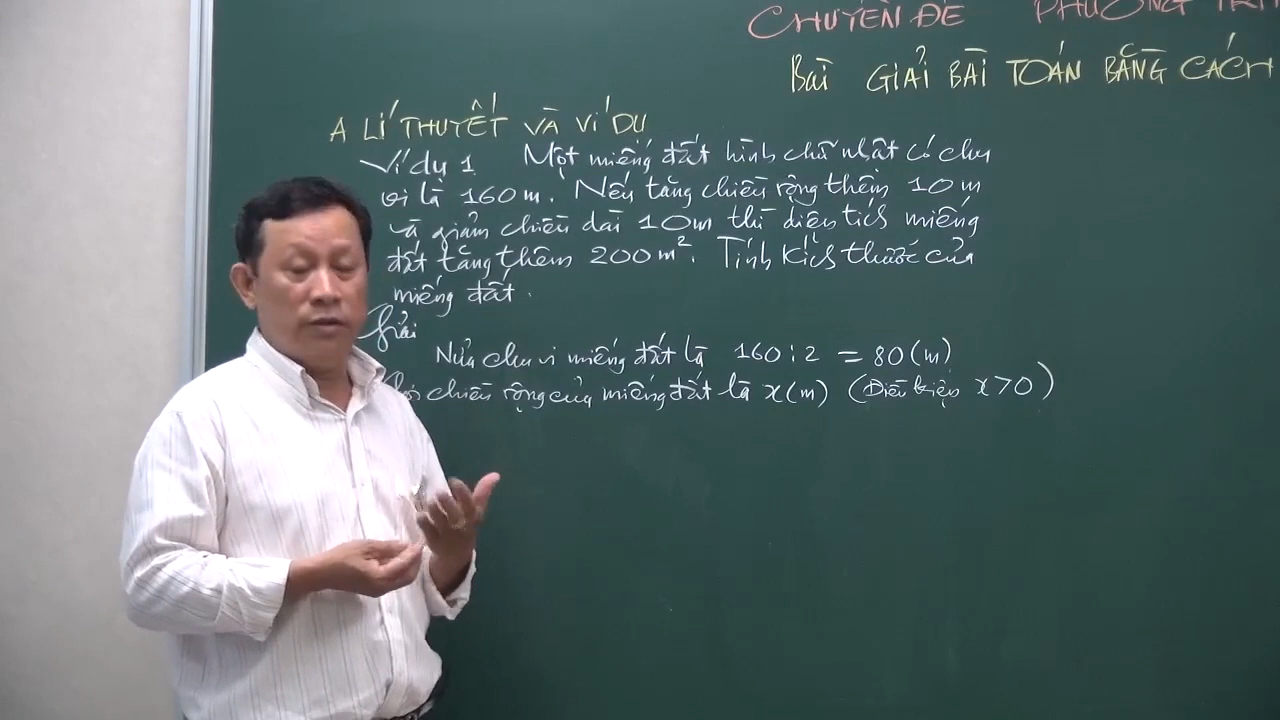 CHUYÊN ĐỀ PHƯƠNG TRÌ
Bài GIẢI BÀI TOÁN BẰNG CÁCH
A LÍ THUYẾT VÀ VÍ DỤ
Ví dụ 1 Một miếng đất hình chữ nhật có chu
vi là 160 m. Nếu tăng chiều rộng thêm 10 m
và giảm chiều dài 10m thì diện tích miếng
đất tăng thêm 200 m². Tính kích thước của
miếng đất.
Giải
Nửa chu vi miếng đất là 160 : 2 = 80 (m)
chiều rộng của miếng đất là x (m) (Điều kiện x > 0)